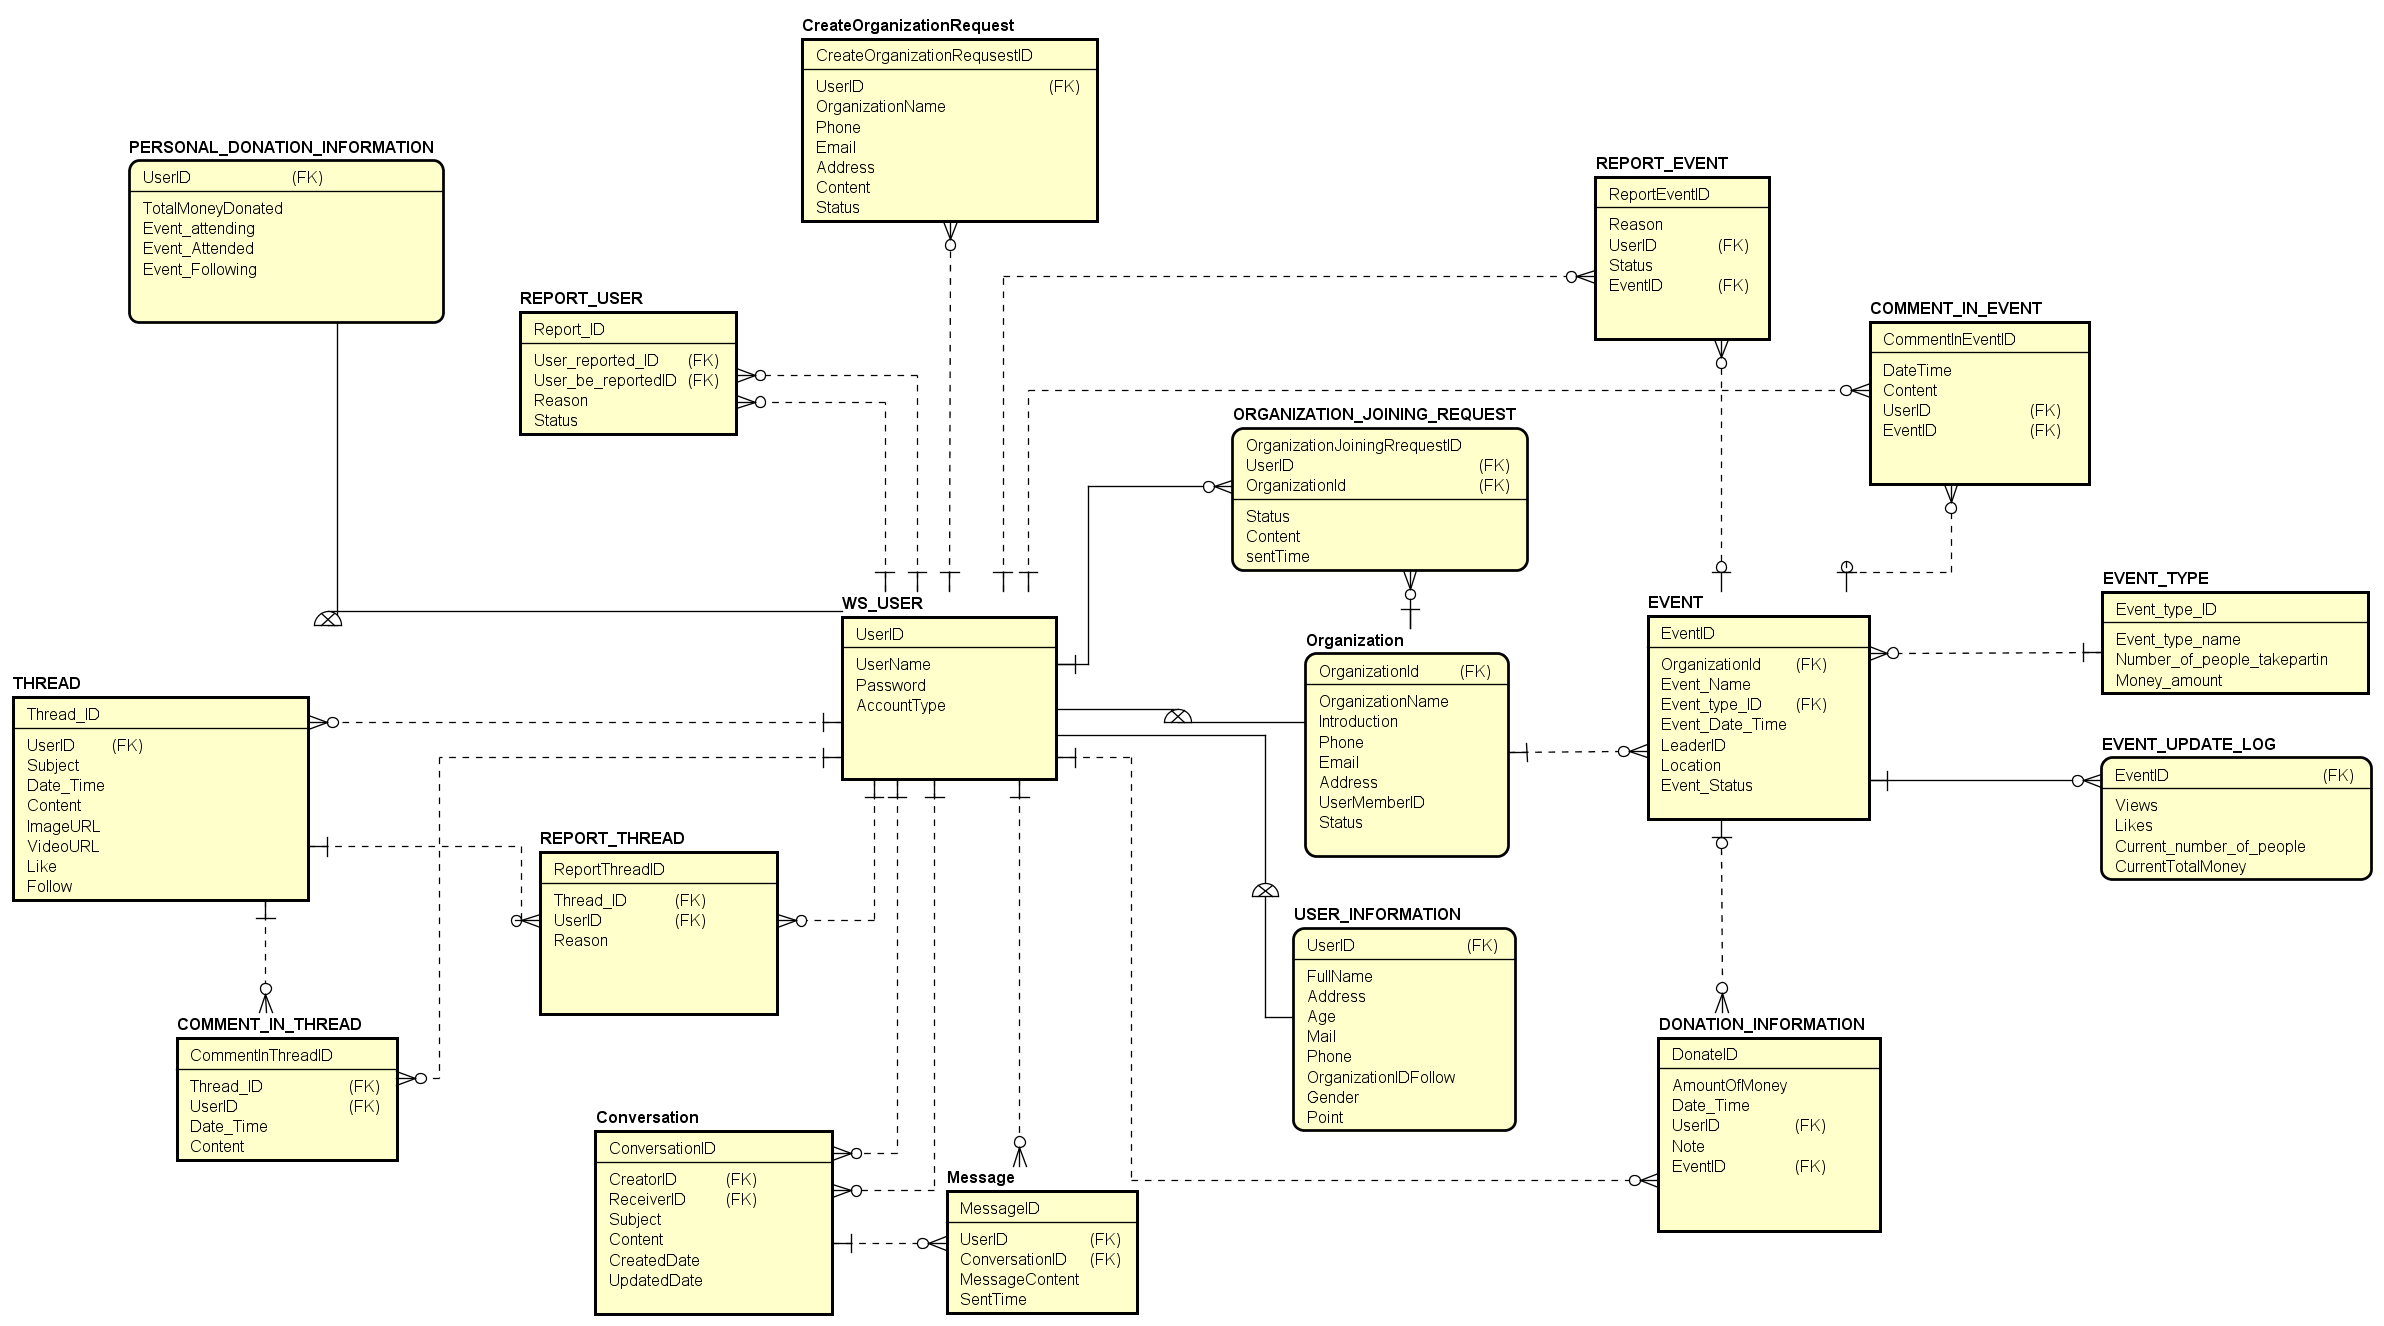 CreateOrganizationRequest
CreateOrganizationRequsestID
UserID (FK)
OrganizationName
Phone
Email
Address
Content
Status
PERSONAL_DONATION_INFORMATION
UserID (FK)
TotalMoneyDonated
Event_attending
Event_Attended
Event_Following
REPORT_EVENT
ReportEventID
Reason
UserID (FK)
Status
EventID (FK)
REPORT_USER
Report_ID
User_reported_ID (FK)
User_be_reportedID (FK)
Reason
Status
COMMENT_IN_EVENT
CommentInEventID
DateTime
Content
UserID (FK)
EventID (FK)
ORGANIZATION_JOINING_REQUEST
OrganizationJoiningRrequestID
UserID (FK)
OrganizationId (FK)
Status
Content
sentTime
WS_USER
UserID
UserName
Password
AccountType
Organization
OrganizationId (FK)
OrganizationName
Introduction
Phone
Email
Address
UserMemberID
Status
EVENT
EventID
OrganizationId (FK)
Event_Name
Event_type_ID (FK)
Event_Date_Time
LeaderID
Location
Event_Status
EVENT_TYPE
Event_type_ID
Event_type_name
Number_of_people_takepartin
Money_amount
THREAD
Thread_ID
UserID (FK)
Subject
Date_Time
Content
ImageURL
VideoURL
Like
Follow
EVENT_UPDATE_LOG
EventID (FK)
Views
Likes
Current_number_of_people
CurrentTotalMoney
REPORT_THREAD
ReportThreadID
Thread_ID (FK)
UserID (FK)
Reason
USER_INFORMATION
UserID (FK)
FullName
Address
Age
Mail
Phone
OrganizationIDFollow
Gender
Point
COMMENT_IN_THREAD
CommentInThreadID
Thread_ID (FK)
UserID (FK)
Date_Time
Content
DONATION_INFORMATION
DonateID
AmountOfMoney
Date_Time
UserID (FK)
Note
EventID (FK)
Conversation
ConversationID
CreatorID (FK)
ReceiverID (FK)
Subject
Content
CreatedDate
UpdatedDate
Message
MessageID
UserID (FK)
ConversationID (FK)
MessageContent
SentTime